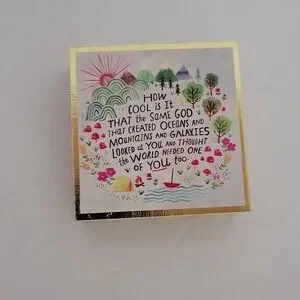 HOW
COOL is it
THAT the SAME GOD
THAT CREATED OCEANS AND
MOUNTAINS AND GALAXIES
LOOKED at YOU AND THOUGHT
the WORLD NEEDED ONE
OF YOU too.